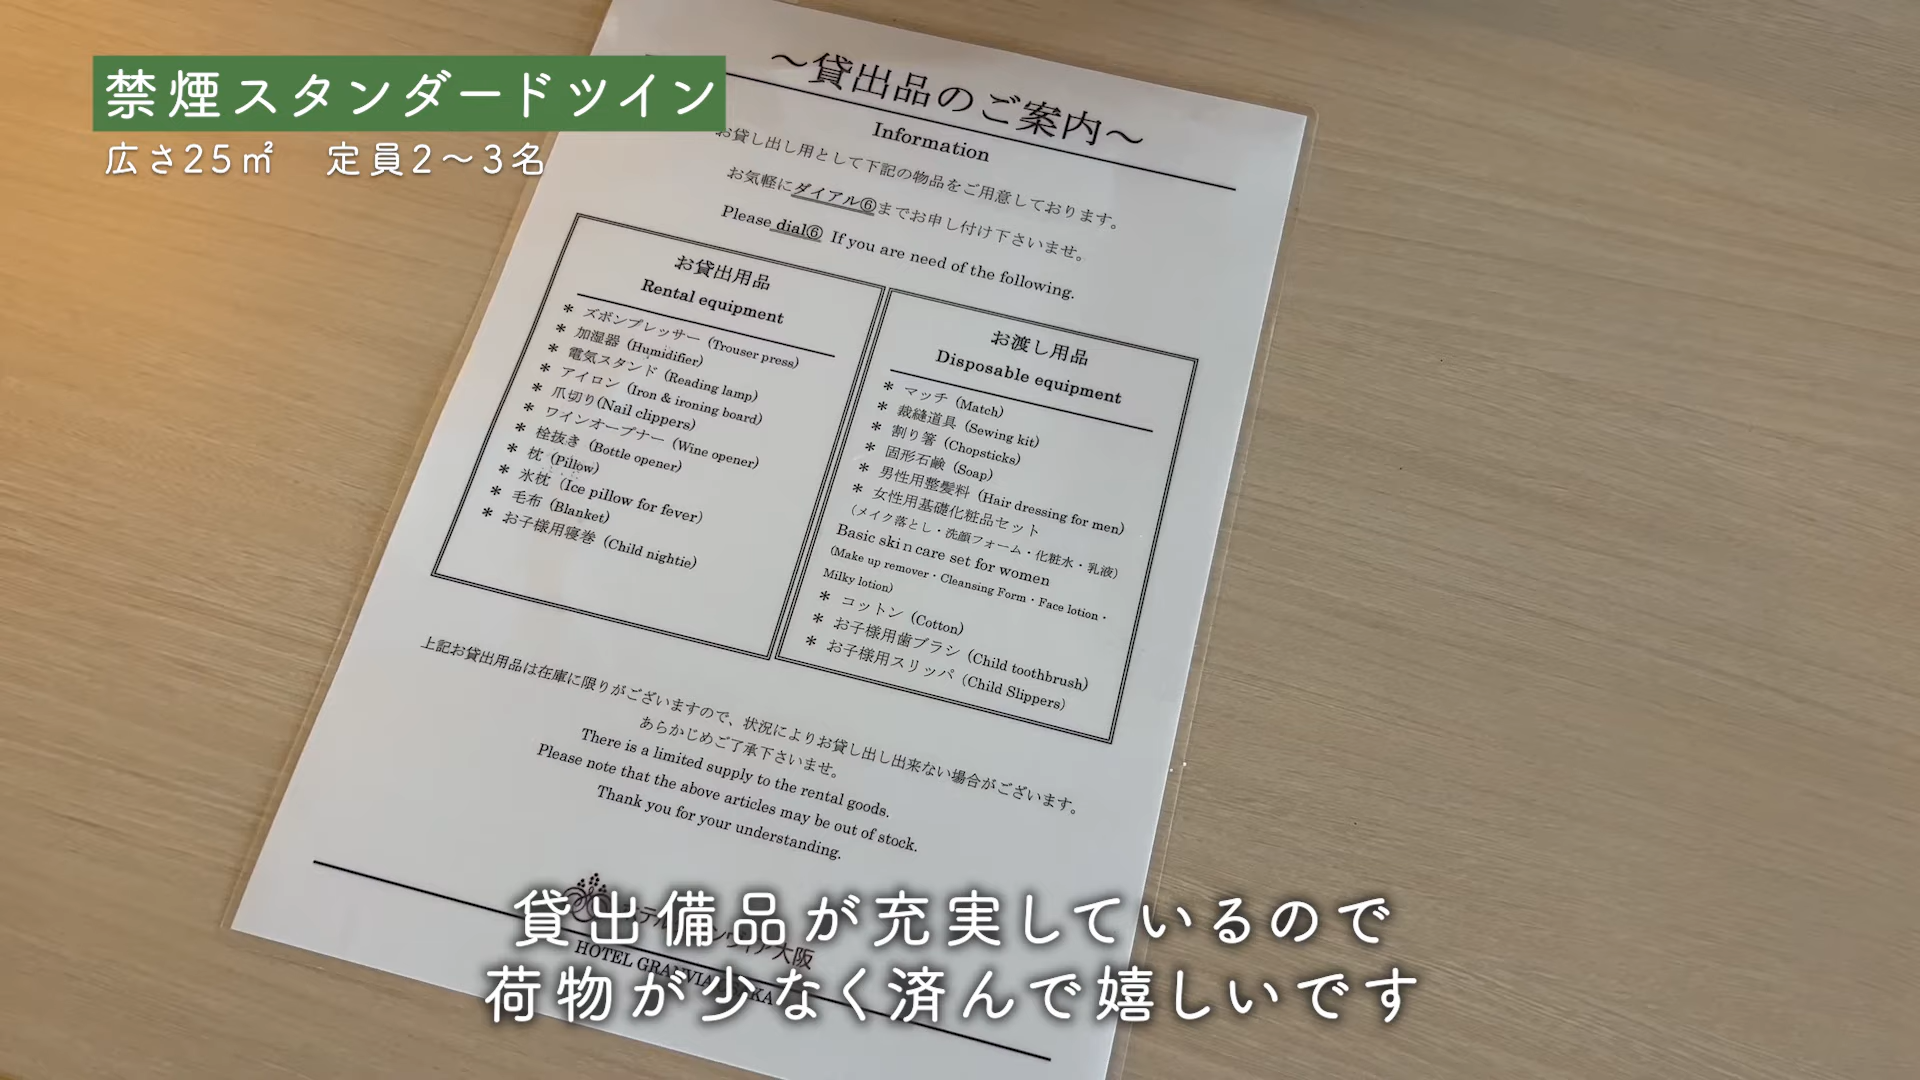 禁煙スタンダードツイン
広さ25㎡　定員2〜3名
〜貸出品のご案内〜
Information
お貸し出し用として下記の物品をご用意しております。
お気軽にダイアル⑥までお申し付け下さいませ。
Please dial⑥ If you are need of the following.
お貸出用品
Rental equipment
* ズボンプレッサー (Trouser press)
* 加湿器 (Humidifier)
* 電気スタンド (Reading lamp)
* アイロン (Iron & ironing board)
* 爪切り(Nail clippers)
* ワインオープナー (Wine opener)
* 栓抜き (Bottle opener)
* 枕 (Pillow)
* 氷枕 (Ice pillow for fever)
* 毛布 (Blanket)
* お子様用寝巻 (Child nightie)
お渡し用品
Disposable equipment
* マッチ (Match)
* 裁縫道具 (Sewing kit)
* 割り箸 (Chopsticks)
* 固形石鹸 (Soap)
* 男性用整髪料 (Hair dressing for men)
* 女性用基礎化粧品セット
(メイク落とし・洗顔フォーム・化粧水・乳液)
Basic skin care set for women
(Make up remover・Cleansing Form・Face lotion・
Milky lotion)
* コットン (Cotton)
* お子様用歯ブラシ (Child toothbrush)
* お子様用スリッパ (Child Slippers)
上記お貸出用品は在庫に限りがございますので、状況によりお貸し出し出来ない場合がございます。
あらかじめご了承下さいませ。
There is a limited supply to the rental goods.
Please note that the above articles may be out of stock.
Thank you for your understanding.
大阪
HOTEL GRANVIA
貸出備品が充実しているので
荷物が少なく済んで嬉しいです